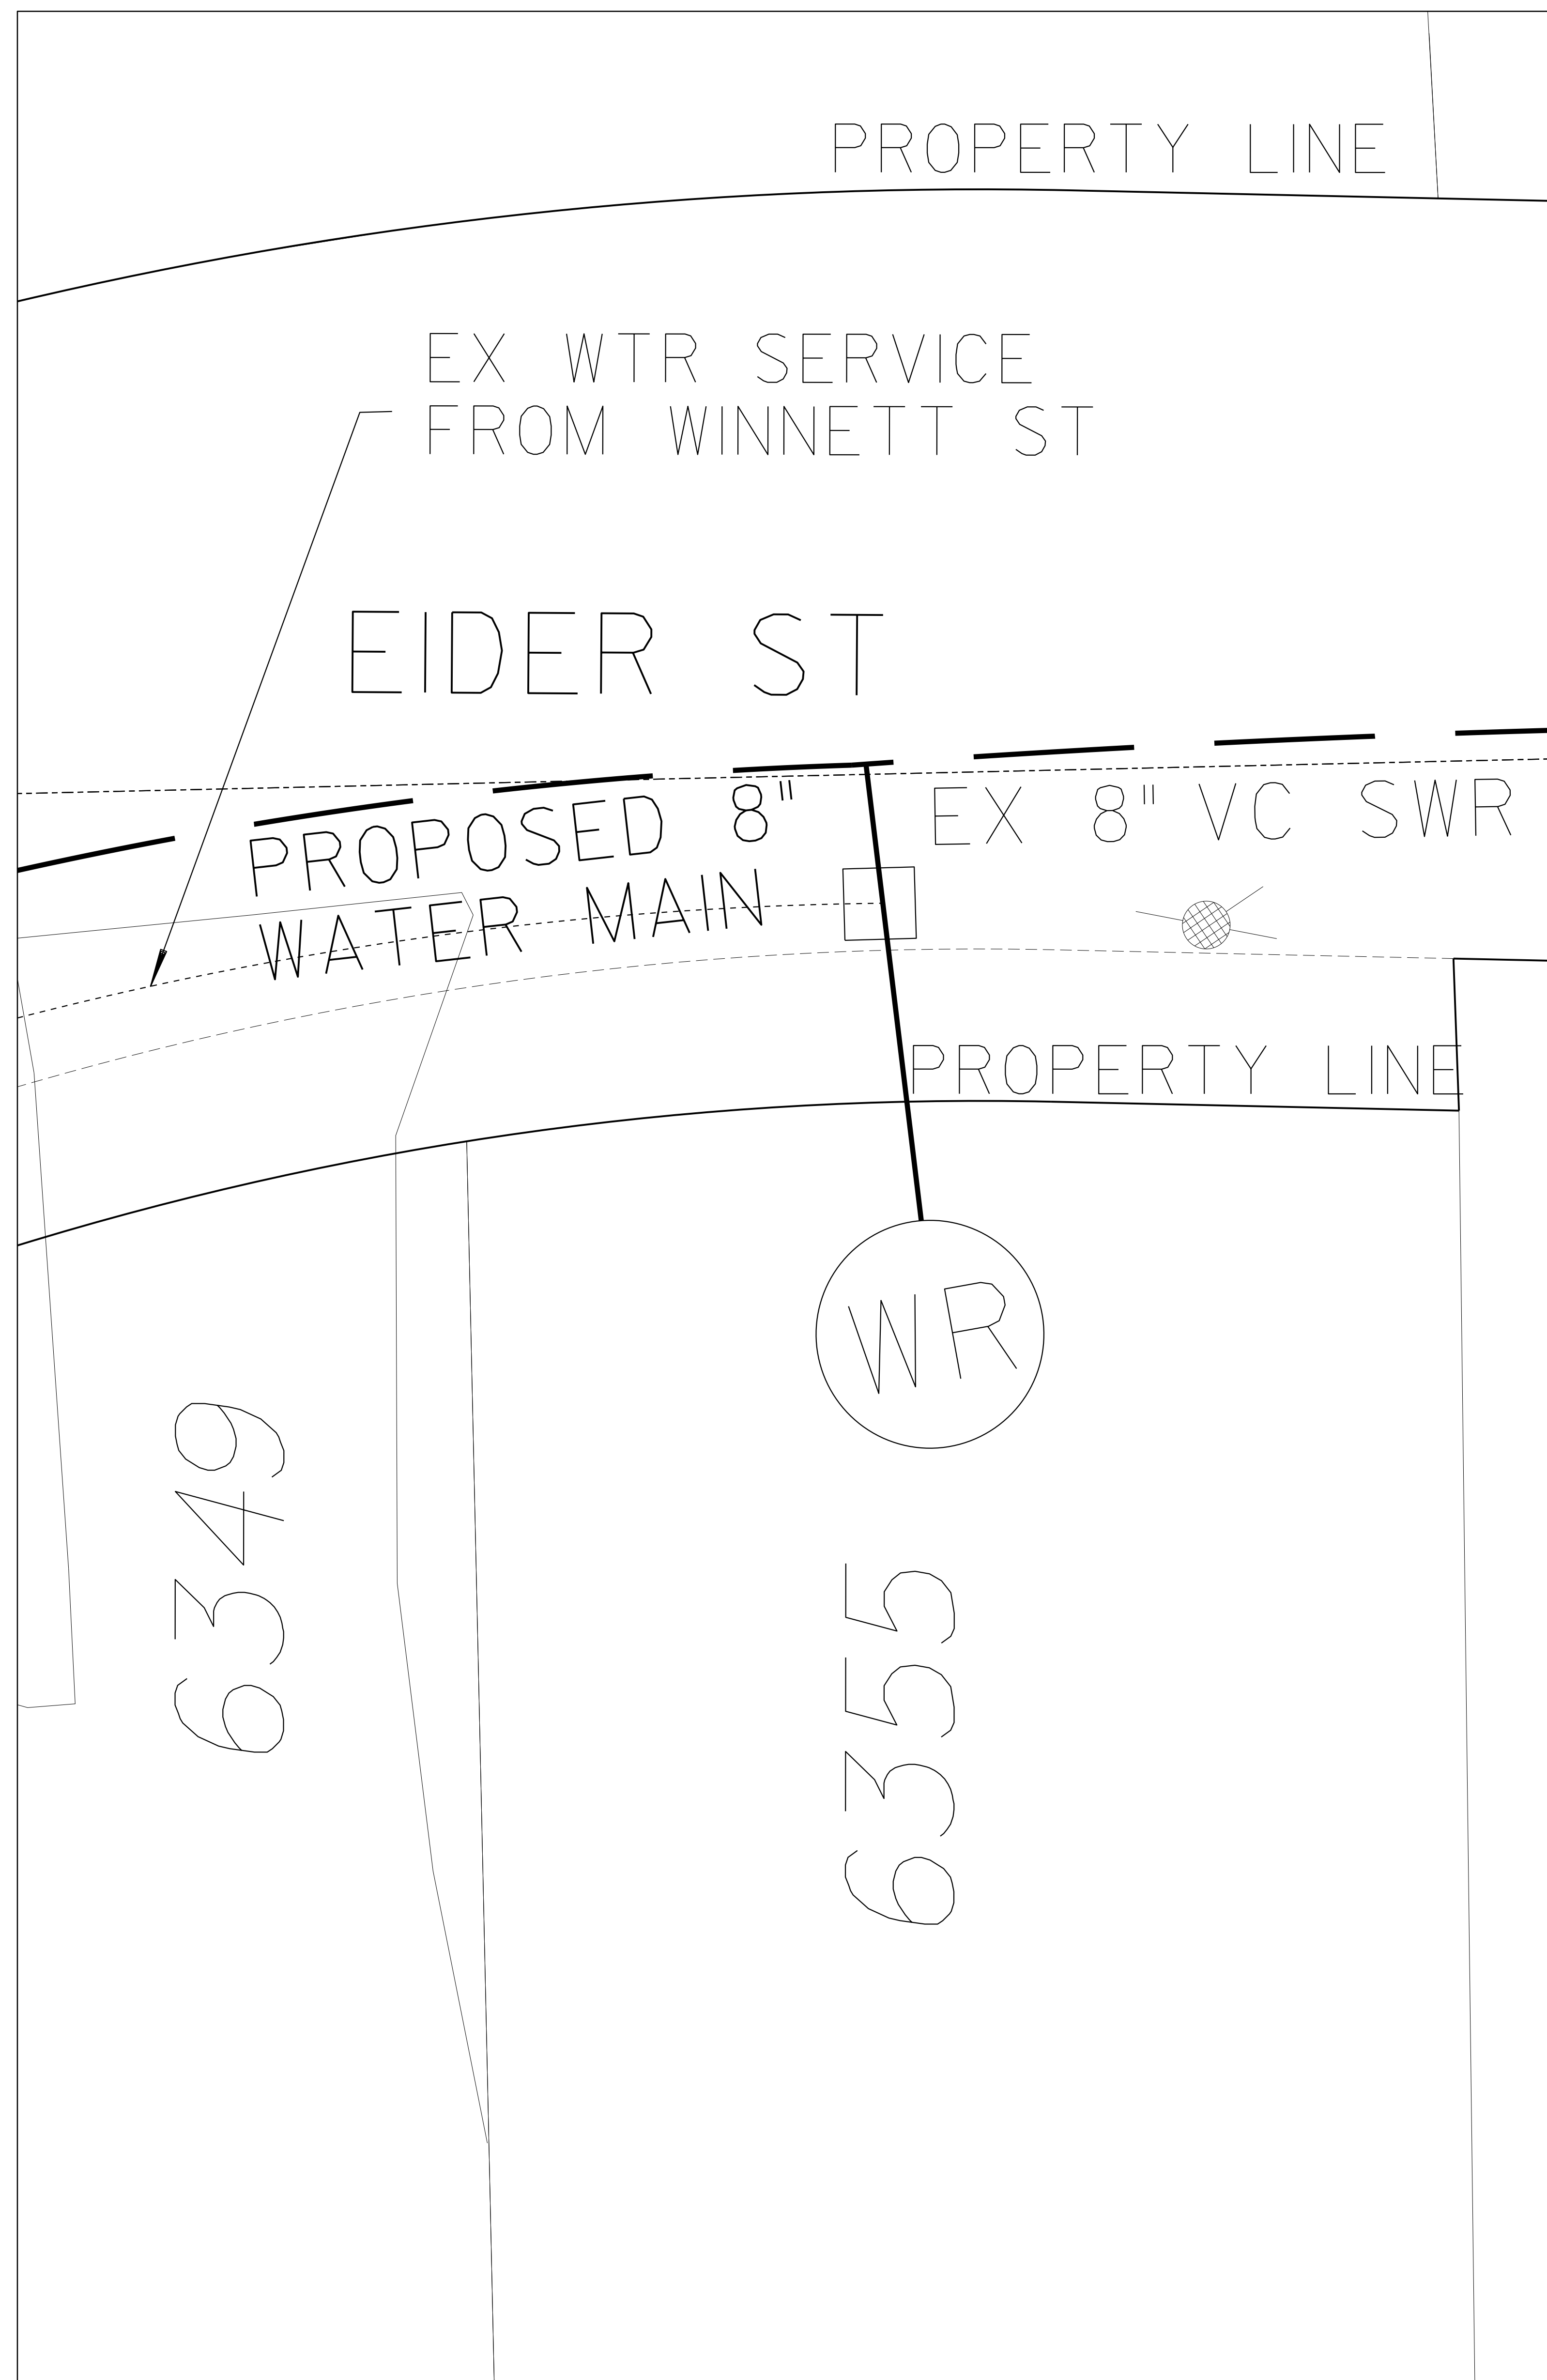 PROPERTY LINE
EX WTR SERVICE
FROM WINNETT ST
EIDER ST
PROPOSED 8"
WATER MAIN
EX 8" VC SWR
PROPERTY LINE
WR
6349
6355